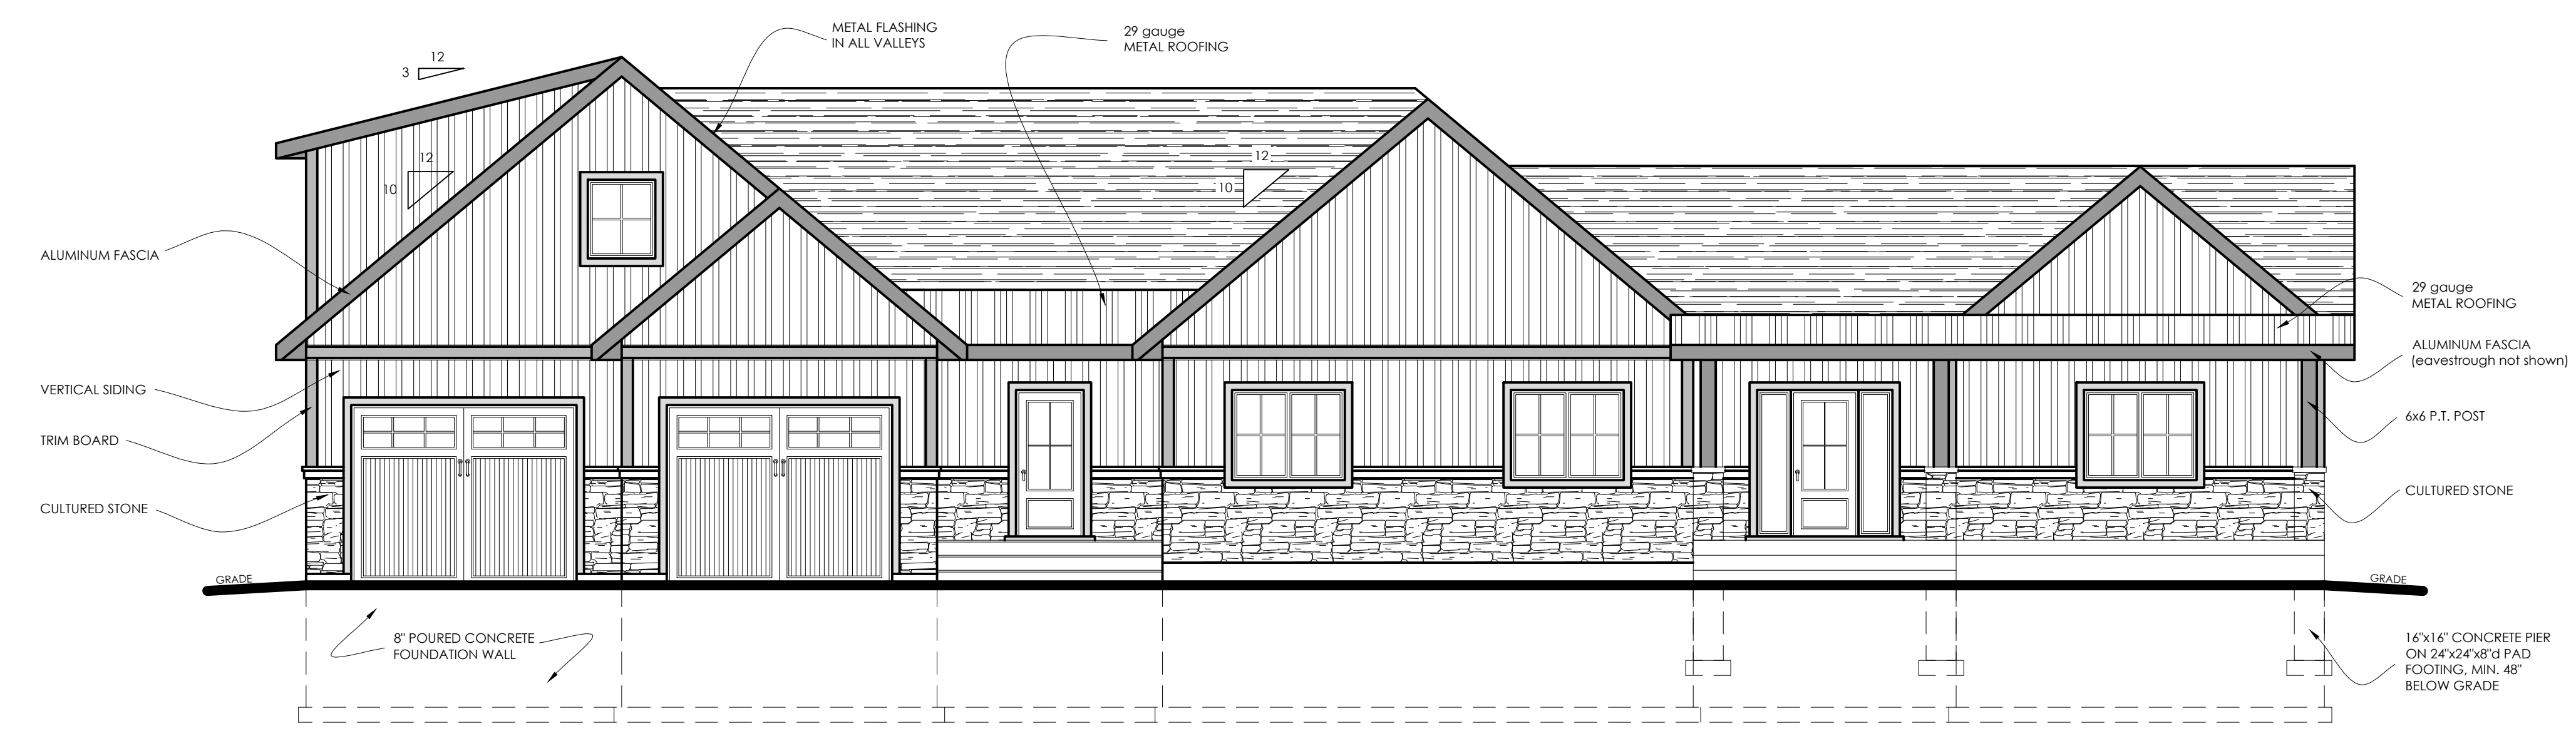 METAL FLASHING
IN ALL VALLEYS
29 gauge
METAL ROOFING
12
3
12
10
12
10
ALUMINUM FASCIA
VERTICAL SIDING
TRIM BOARD
CULTURED STONE
29 gauge
METAL ROOFING
ALUMINUM FASCIA
(eavestrough not shown)
6x6 P.T. POST
CULTURED STONE
GRADE
GRADE
8" POURED CONCRETE
FOUNDATION WALL
16"x16" CONCRETE PIER
ON 24"x24"x8"d PAD
FOOTING, MIN. 48"
BELOW GRADE